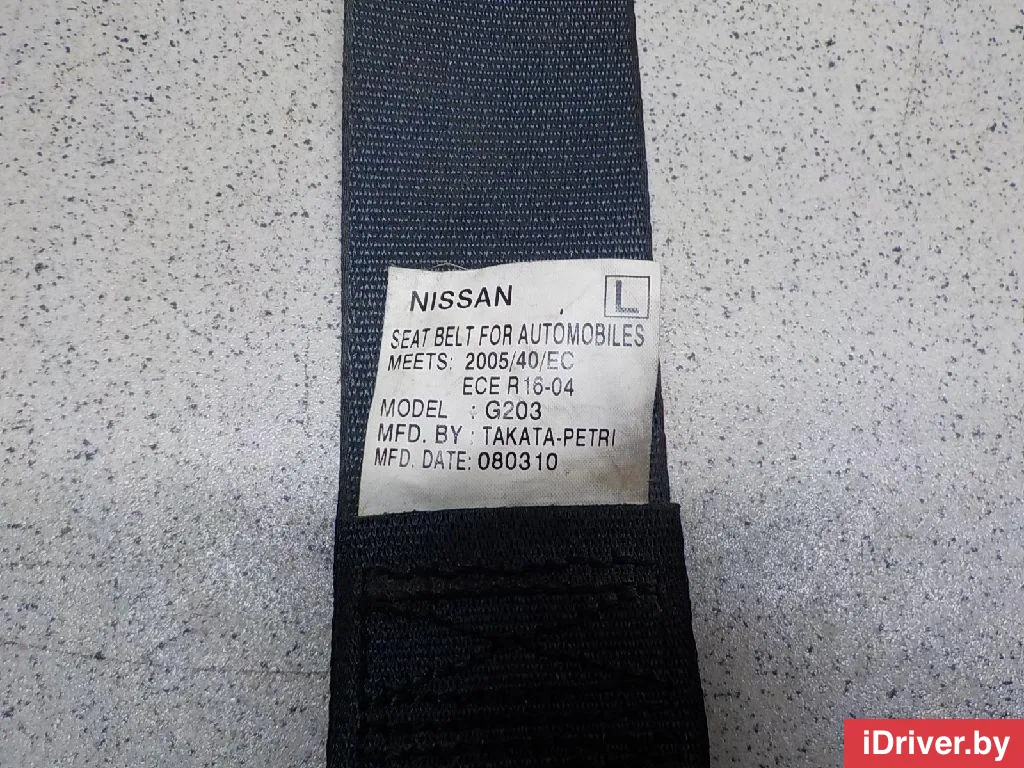 NISSAN L
SEAT BELT FOR AUTOMOBILES
MEETS: 2005/40/EC
ECE R16-04
MODEL : G203
MFD. BY : TAKATA-PETRI
MFD. DATE: 080310
iDriver.by